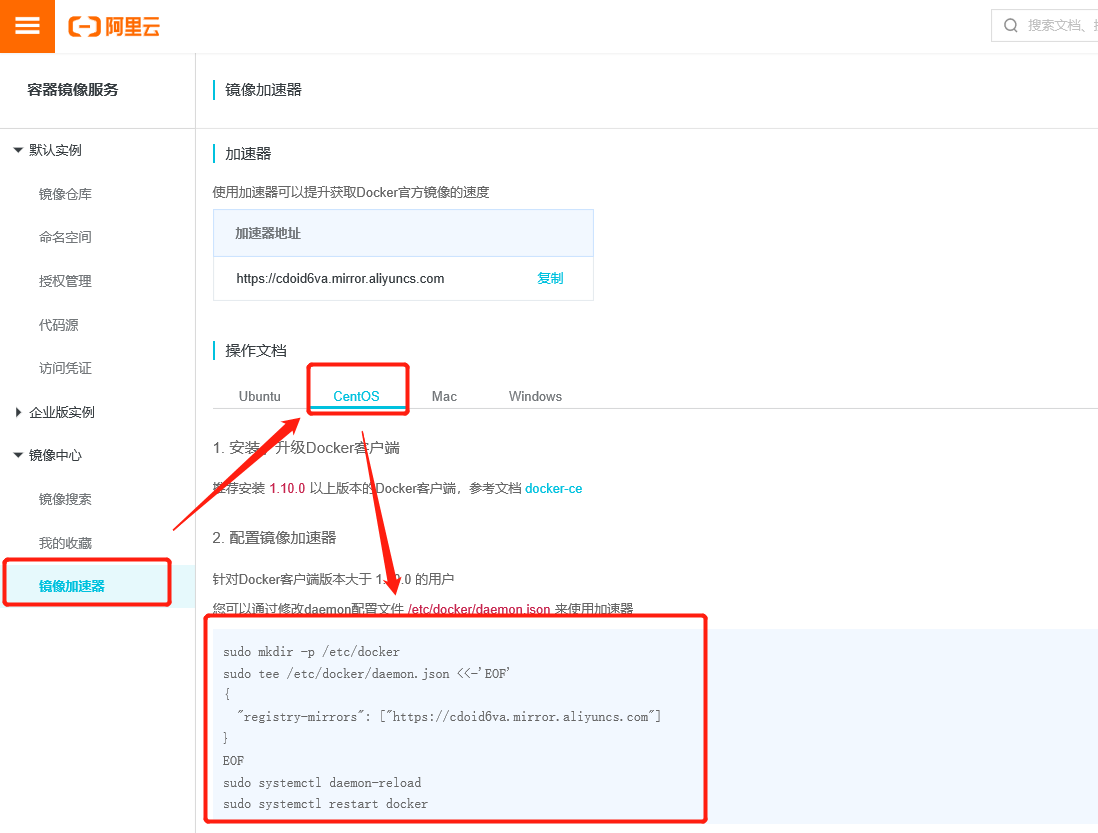 阿里云
搜索文档、
容器镜像服务
默认实例
镜像仓库
命名空间
授权管理
代码源
访问凭证
企业版实例
镜像中心
镜像搜索
我的收藏
镜像加速器
镜像加速器
加速器
使用加速器可以提升获取Docker官方镜像的速度
加速器地址
https://cdoid6va.mirror.aliyuncs.com 复制
操作文档
Ubuntu CentOS Mac Windows
1. 安装/升级Docker客户端
推荐安装 1.10.0 以上版本的Docker客户端，参考文档 docker-ce
2. 配置镜像加速器
针对Docker客户端版本大于 1.10.0 的用户
您可以通过修改daemon配置文件 /etc/docker/daemon.json 来使用加速器
sudo mkdir -p /etc/docker
sudo tee /etc/docker/daemon.json <<-'EOF'
{
"registry-mirrors": ["https://cdoid6va.mirror.aliyuncs.com"]
}
EOF
sudo systemctl daemon-reload
sudo systemctl restart docker